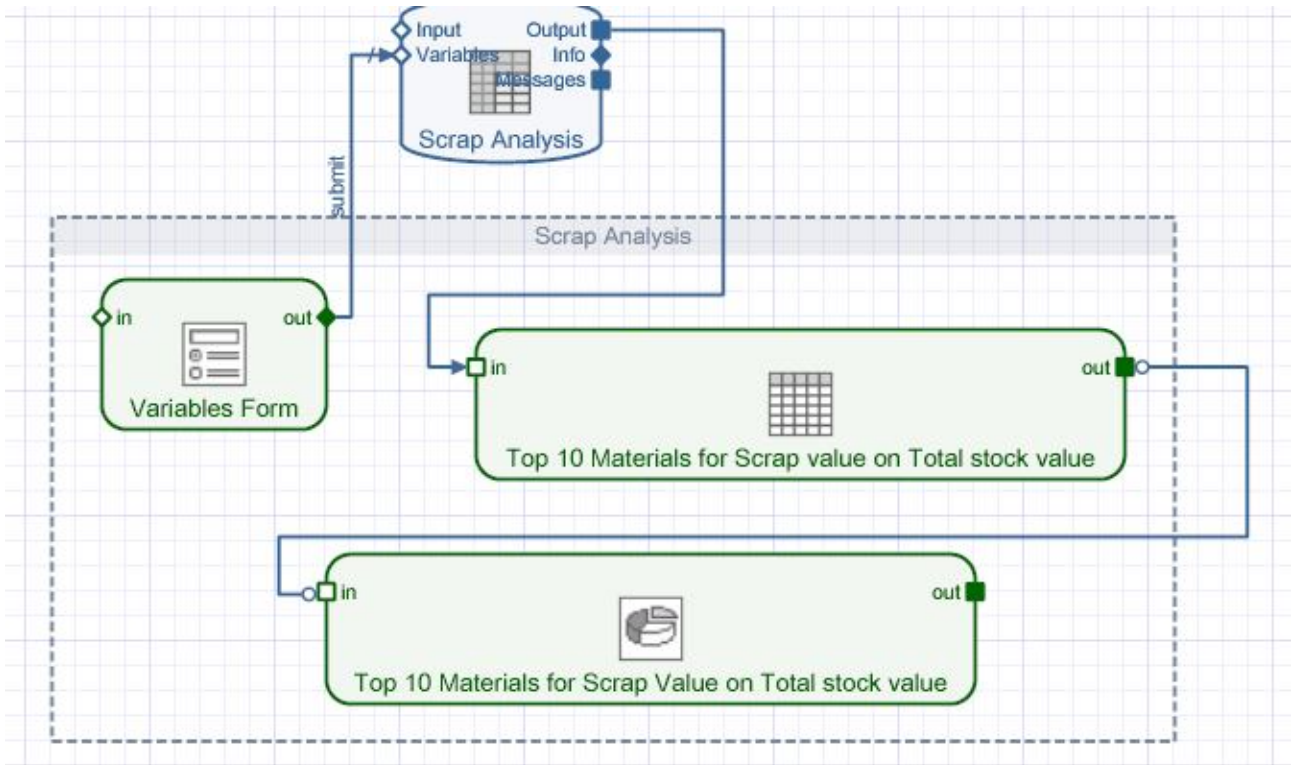 Input
Output
Variables
Info
Messages
Scrap Analysis
submit
Scrap Analysis
in
out
Variables Form
in
out
Top 10 Materials for Scrap value on Total stock value
in
out
Top 10 Materials for Scrap Value on Total stock value